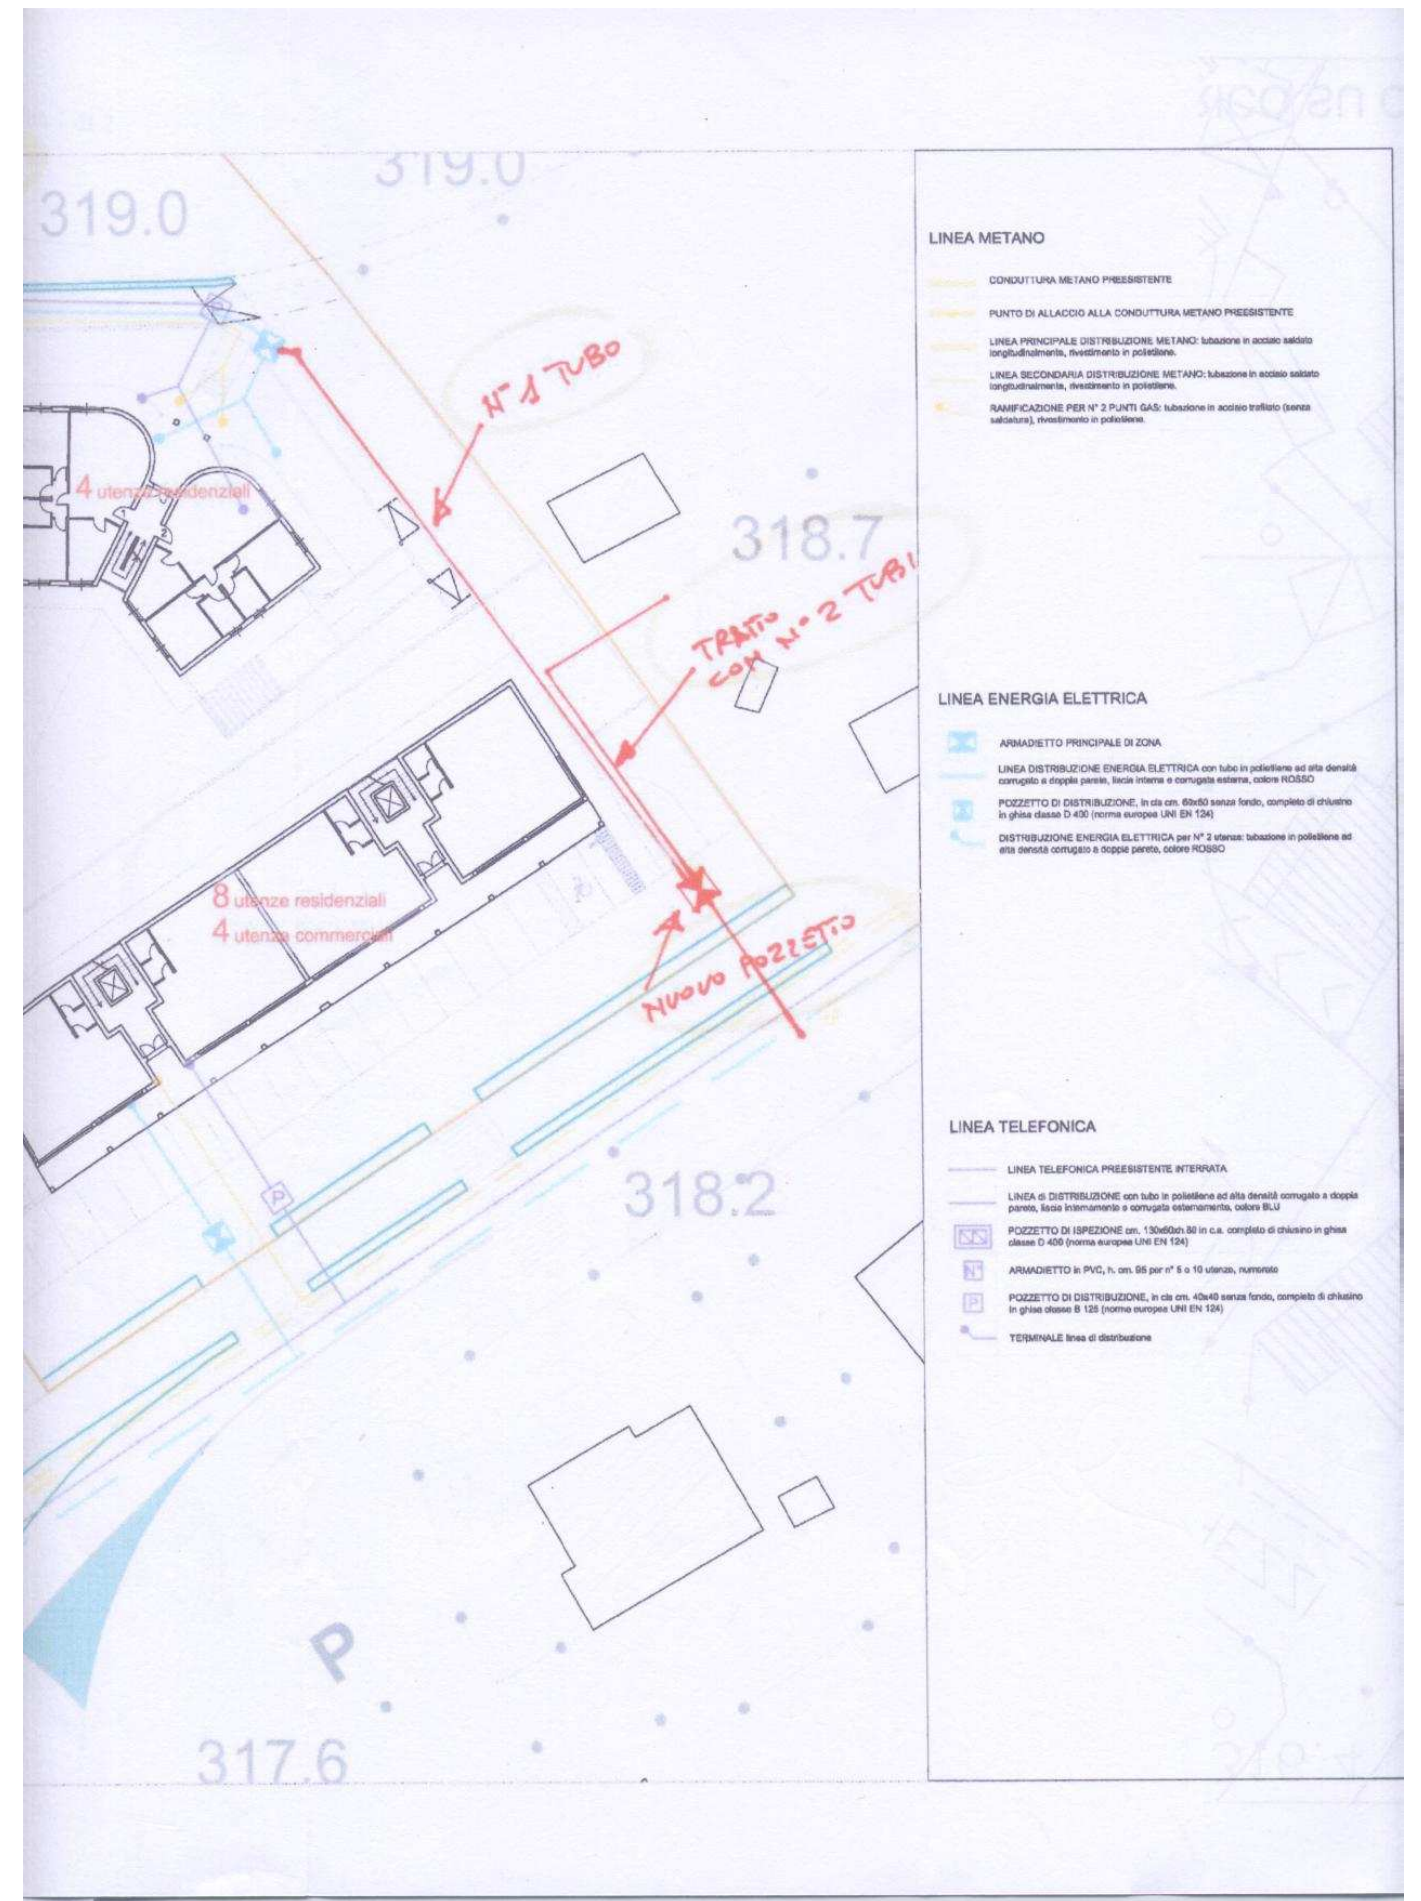 319.0
319.0
N°1 TUBO
4 utenze residenziali
2
318.7
TRATTO
CON N° 2 TUBI
8 utenze residenziali
4 utenze commerciali
NUOVO POZZETTO
P
318.2
P
317.6
LINEA METANO
CONDUTTURA METANO PREESISTENTE
PUNTO DI ALLACCIO ALLA CONDUTTURA METANO PREESISTENTE
LINEA PRINCIPALE DISTRIBUZIONE METANO: tubazione in acciaio saldato
longitudinalmente, rivestimento in polietilene.
LINEA SECONDARIA DISTRIBUZIONE METANO: tubazione in acciaio saldato
longitudinalmente, rivestimento in polietilene.
RAMIFICAZIONE PER N° 2 PUNTI GAS: tubazione in acciaio trafilato (senza
saldatura), rivestimento in polietilene.
LINEA ENERGIA ELETTRICA
ARMADIETTO PRINCIPALE DI ZONA
LINEA DISTRIBUZIONE ENERGIA ELETTRICA con tubo in polietilene ad alta densità
corrugato a doppia parete, liscia interna e corrugata esterna, colore ROSSO
POZZETTO DI DISTRIBUZIONE, in cls cm. 60x60 senza fondo, completo di chiusino
in ghisa classe D 400 (norma europea UNI EN 124)
DISTRIBUZIONE ENERGIA ELETTRICA per N° 2 utenze: tubazione in polietilene ad
alta densità corrugato a doppia parete, colore ROSSO
LINEA TELEFONICA
LINEA TELEFONICA PREESISTENTE INTERRATA
LINEA di DISTRIBUZIONE con tubo in polietilene ad alta densità corrugato a doppia
parete, liscia internamente e corrugata esternamente, colore BLU
POZZETTO DI ISPEZIONE cm. 130x60xh.80 in c.a. completo di chiusino in ghisa
classe D 400 (norma europea UNI EN 124)
N° ARMADIETTO in PVC, h. cm. 95 per n° 5 o 10 utenze, numerato
P POZZETTO DI DISTRIBUZIONE, in cls cm. 40x40 senza fondo, completo di chiusino
in ghisa classe B 125 (norma europea UNI EN 124)
TERMINALE linea di distribuzione